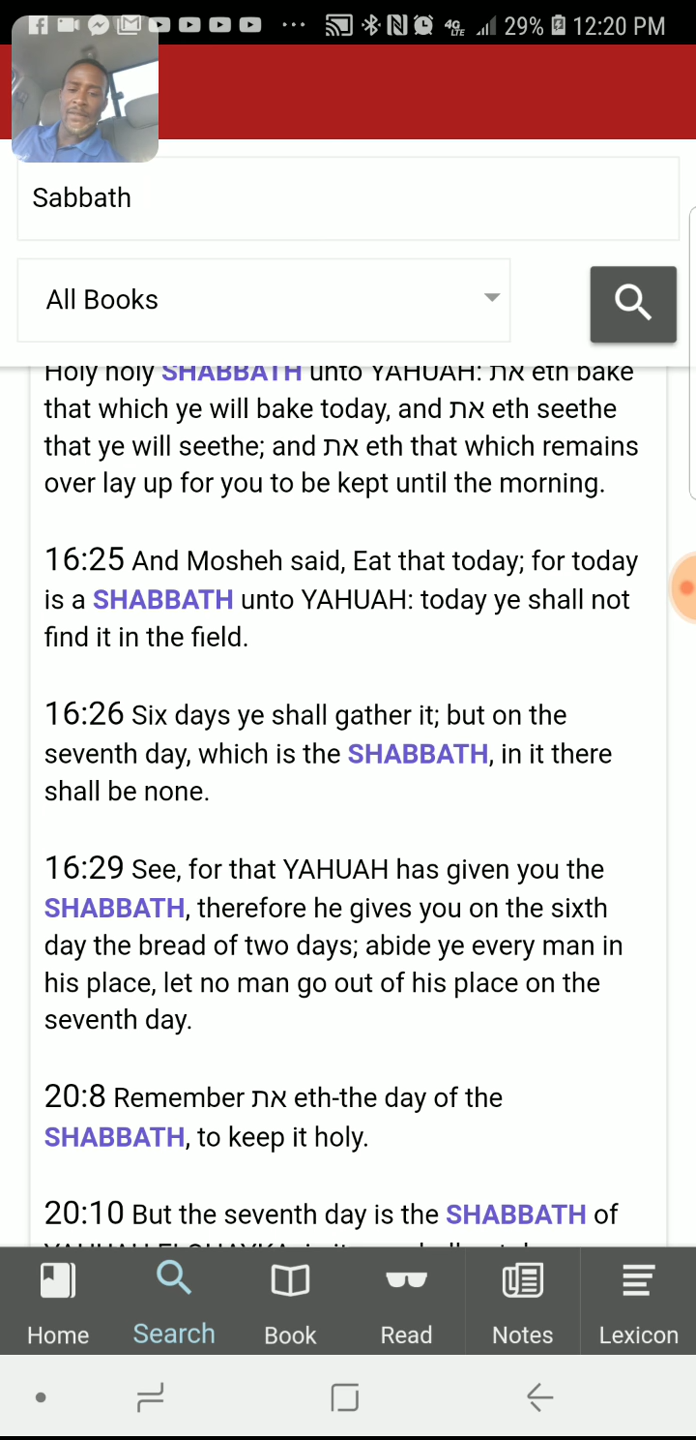 4G
LTE
29%
12:20 PM
Sabbath
All Books
Holy holy SHABBATH unto YAHUAH: את eth bake
that which ye will bake today, and את eth seethe
that ye will seethe; and את eth that which remains
over lay up for you to be kept until the morning.
16:25 And Mosheh said, Eat that today; for today
is a SHABBATH unto YAHUAH: today ye shall not
find it in the field.
16:26 Six days ye shall gather it; but on the
seventh day, which is the SHABBATH, in it there
shall be none.
16:29 See, for that YAHUAH has given you the
SHABBATH, therefore he gives you on the sixth
day the bread of two days; abide ye every man in
his place, let no man go out of his place on the
seventh day.
20:8 Remember את eth-the day of the
SHABBATH, to keep it holy.
20:10 But the seventh day is the SHABBATH of
Home
Search
Book
Read
Notes
Lexicon